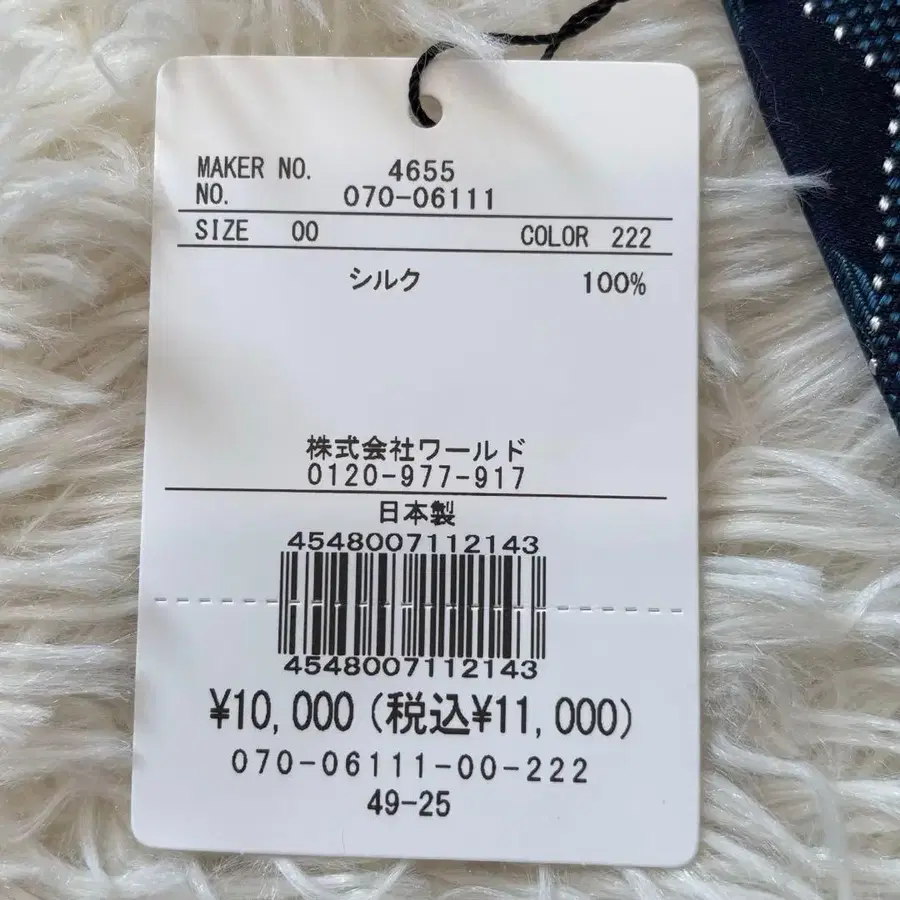 MAKER NO. 4655
NO. 070-06111
SIZE 00 COLOR 222
シルク 100%
株式会社ワールド
0120-977-917
日本製
4548007112143
4548007112143
¥10,000(税込¥11,000)
070-06111-00-222
49-25